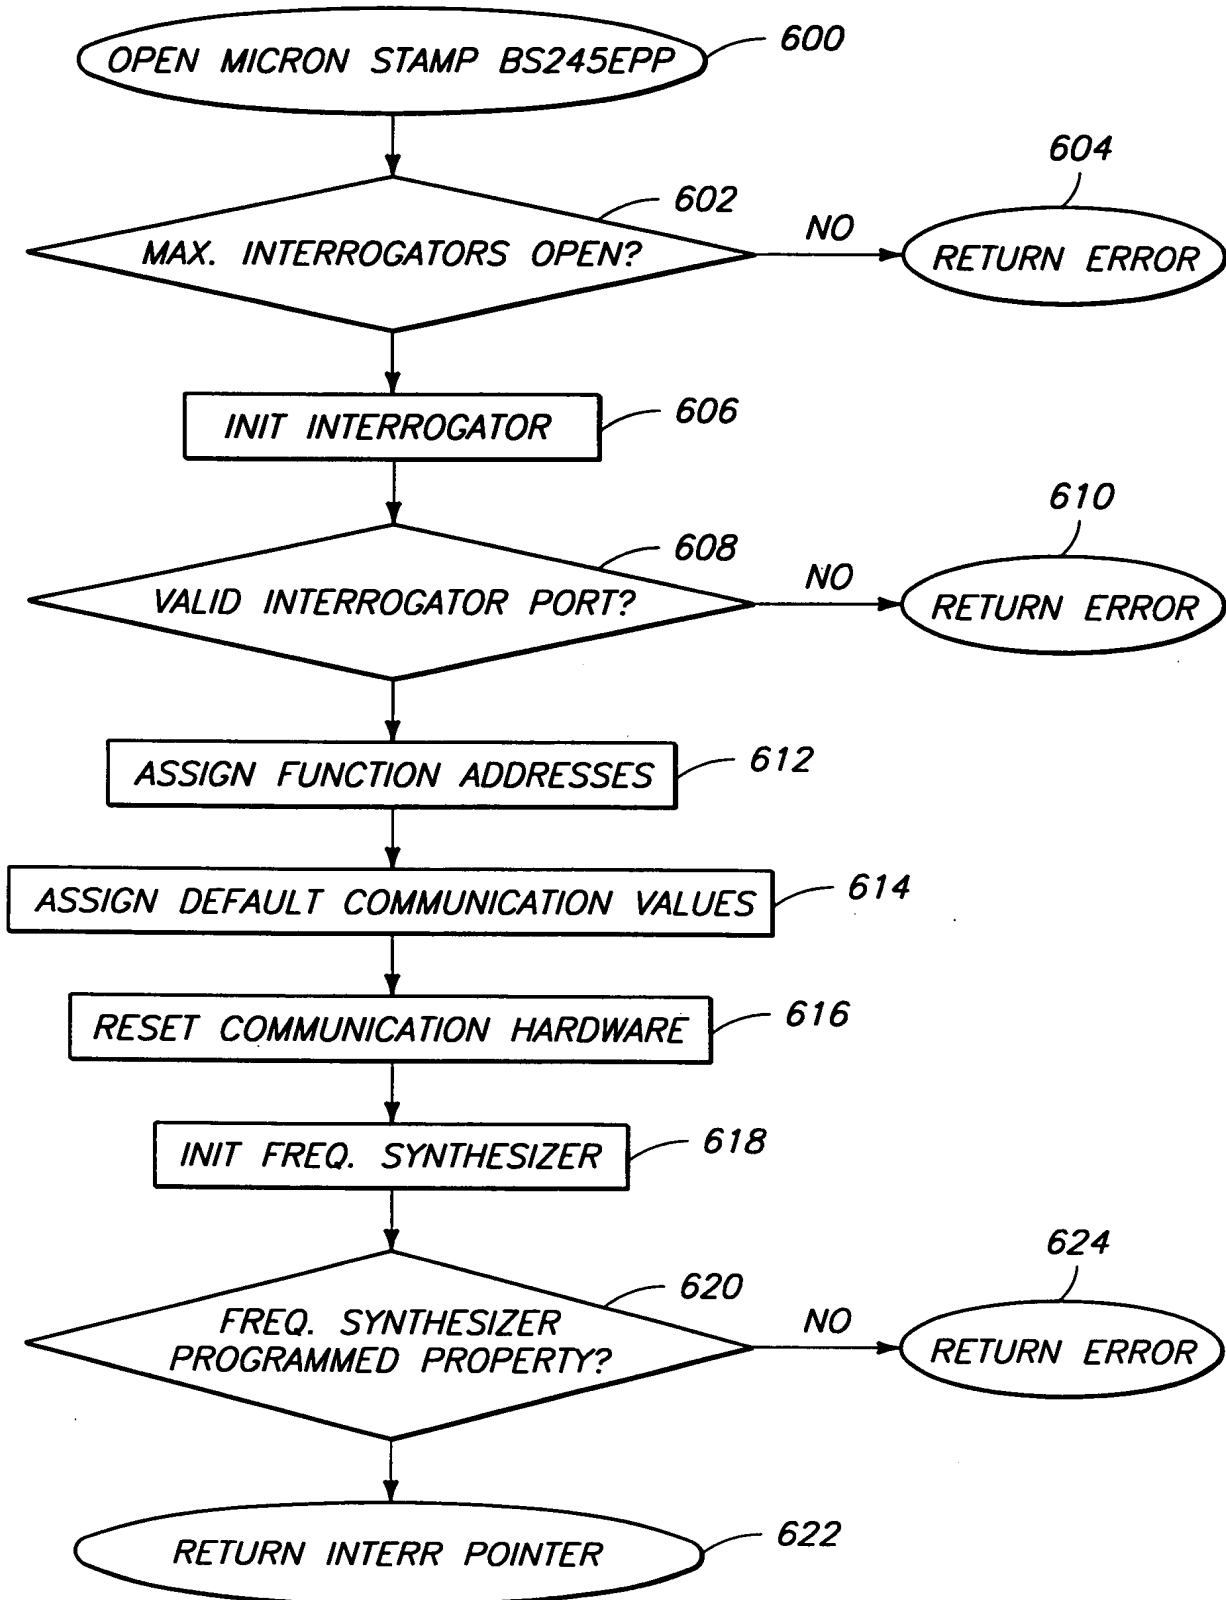 OPEN MICRON STAMP BS245EPP
600
602
MAX. INTERROGATORS OPEN?
NO
604
RETURN ERROR
INIT INTERROGATOR
606
608
VALID INTERROGATOR PORT?
NO
610
RETURN ERROR
ASSIGN FUNCTION ADDRESSES
612
ASSIGN DEFAULT COMMUNICATION VALUES
614
RESET COMMUNICATION HARDWARE
616
INIT FREQ. SYNTHESIZER
618
620
FREQ. SYNTHESIZER
PROGRAMMED PROPERTY?
NO
624
RETURN ERROR
RETURN INTERR POINTER
622